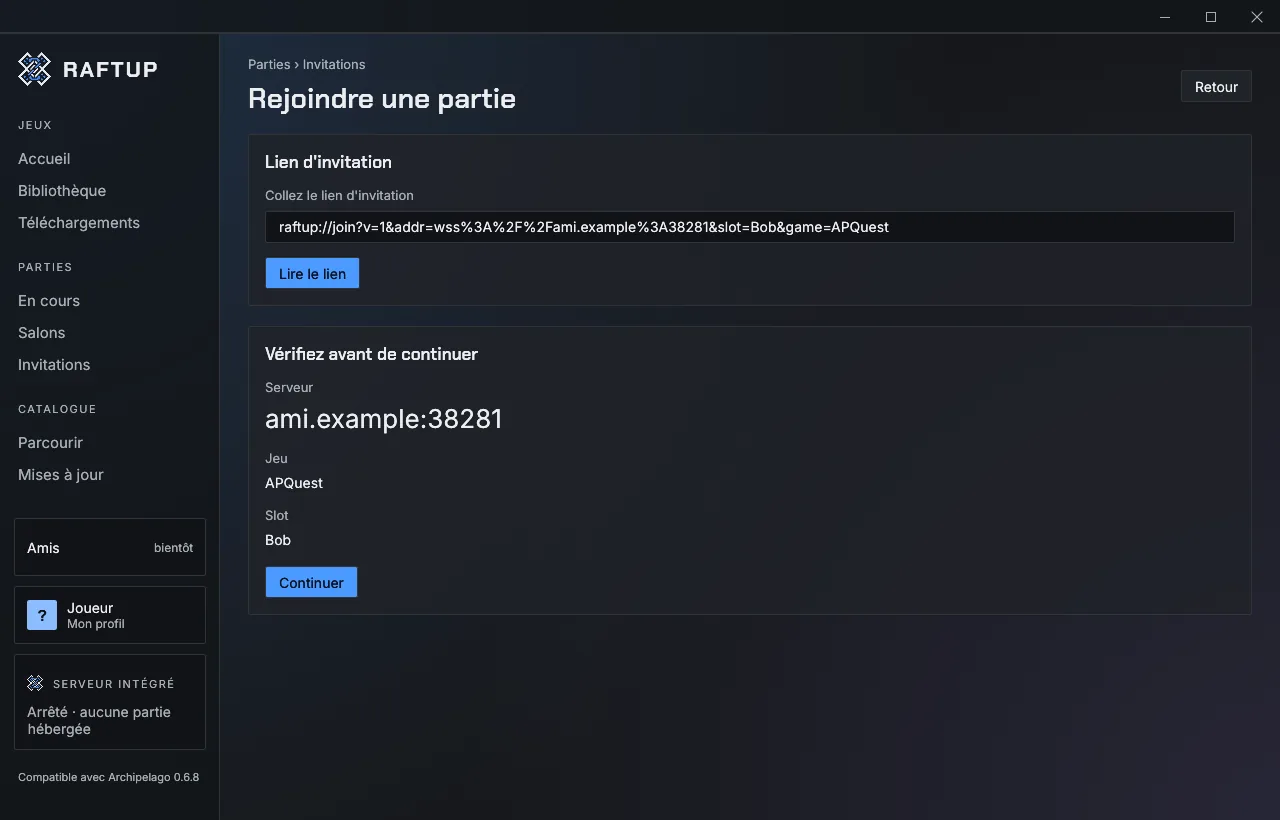 RAFTUP
JEUX
Accueil
Bibliothèque
Téléchargements
PARTIES
En cours
Salons
Invitations
CATALOGUE
Parcourir
Mises à jour
Amis
bientôt
?
Joueur
Mon profil
SERVEUR INTÉGRÉ
Arrêté · aucune partie
hébergée
Compatible avec Archipelago 0.6.8
Parties › Invitations
Rejoindre une partie
Retour
Lien d'invitation
Collez le lien d'invitation
raftup://join?v=1&addr=wss%3A%2F%2Fami.example%3A38281&slot=Bob&game=APQuest
Lire le lien
Vérifiez avant de continuer
Serveur
ami.example:38281
Jeu
APQuest
Slot
Bob
Continuer